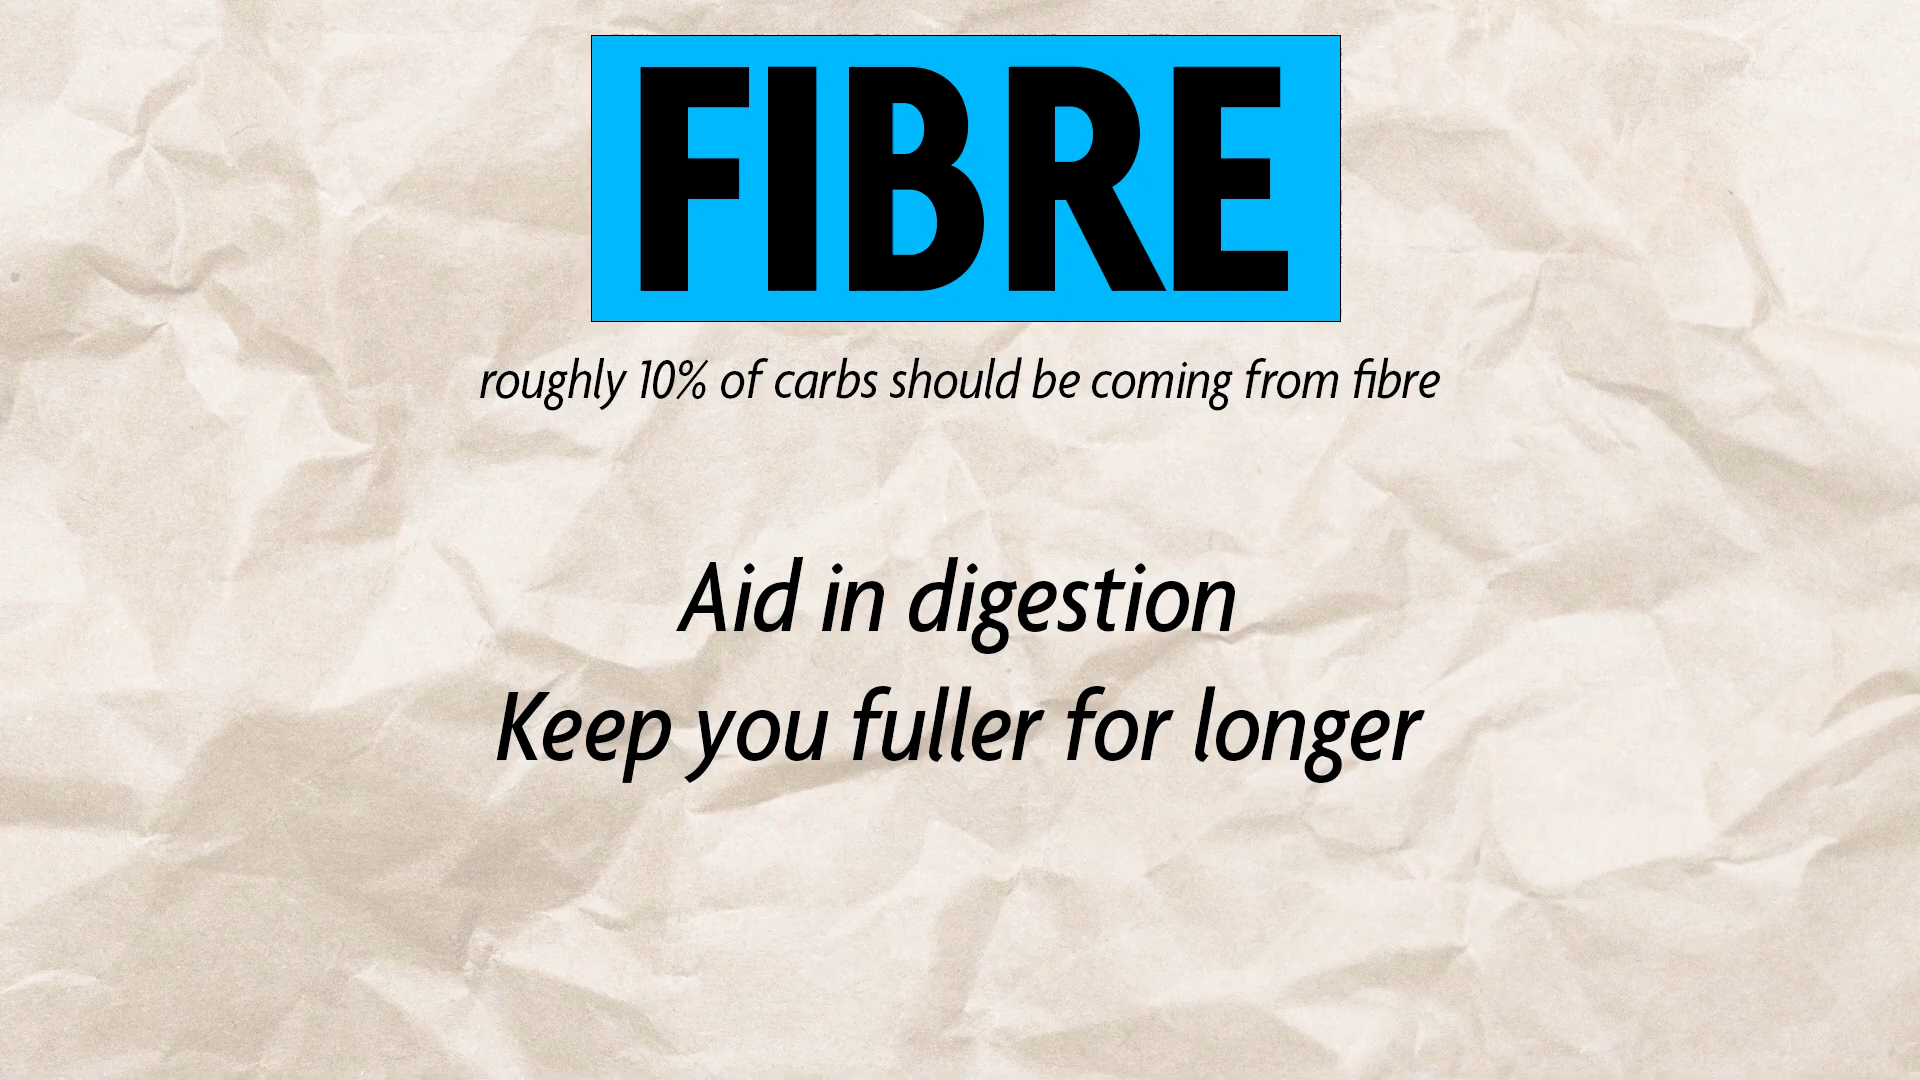 FIBRE
roughly 10% of carbs should be coming from fibre
Aid in digestion
Keep you fuller for longer